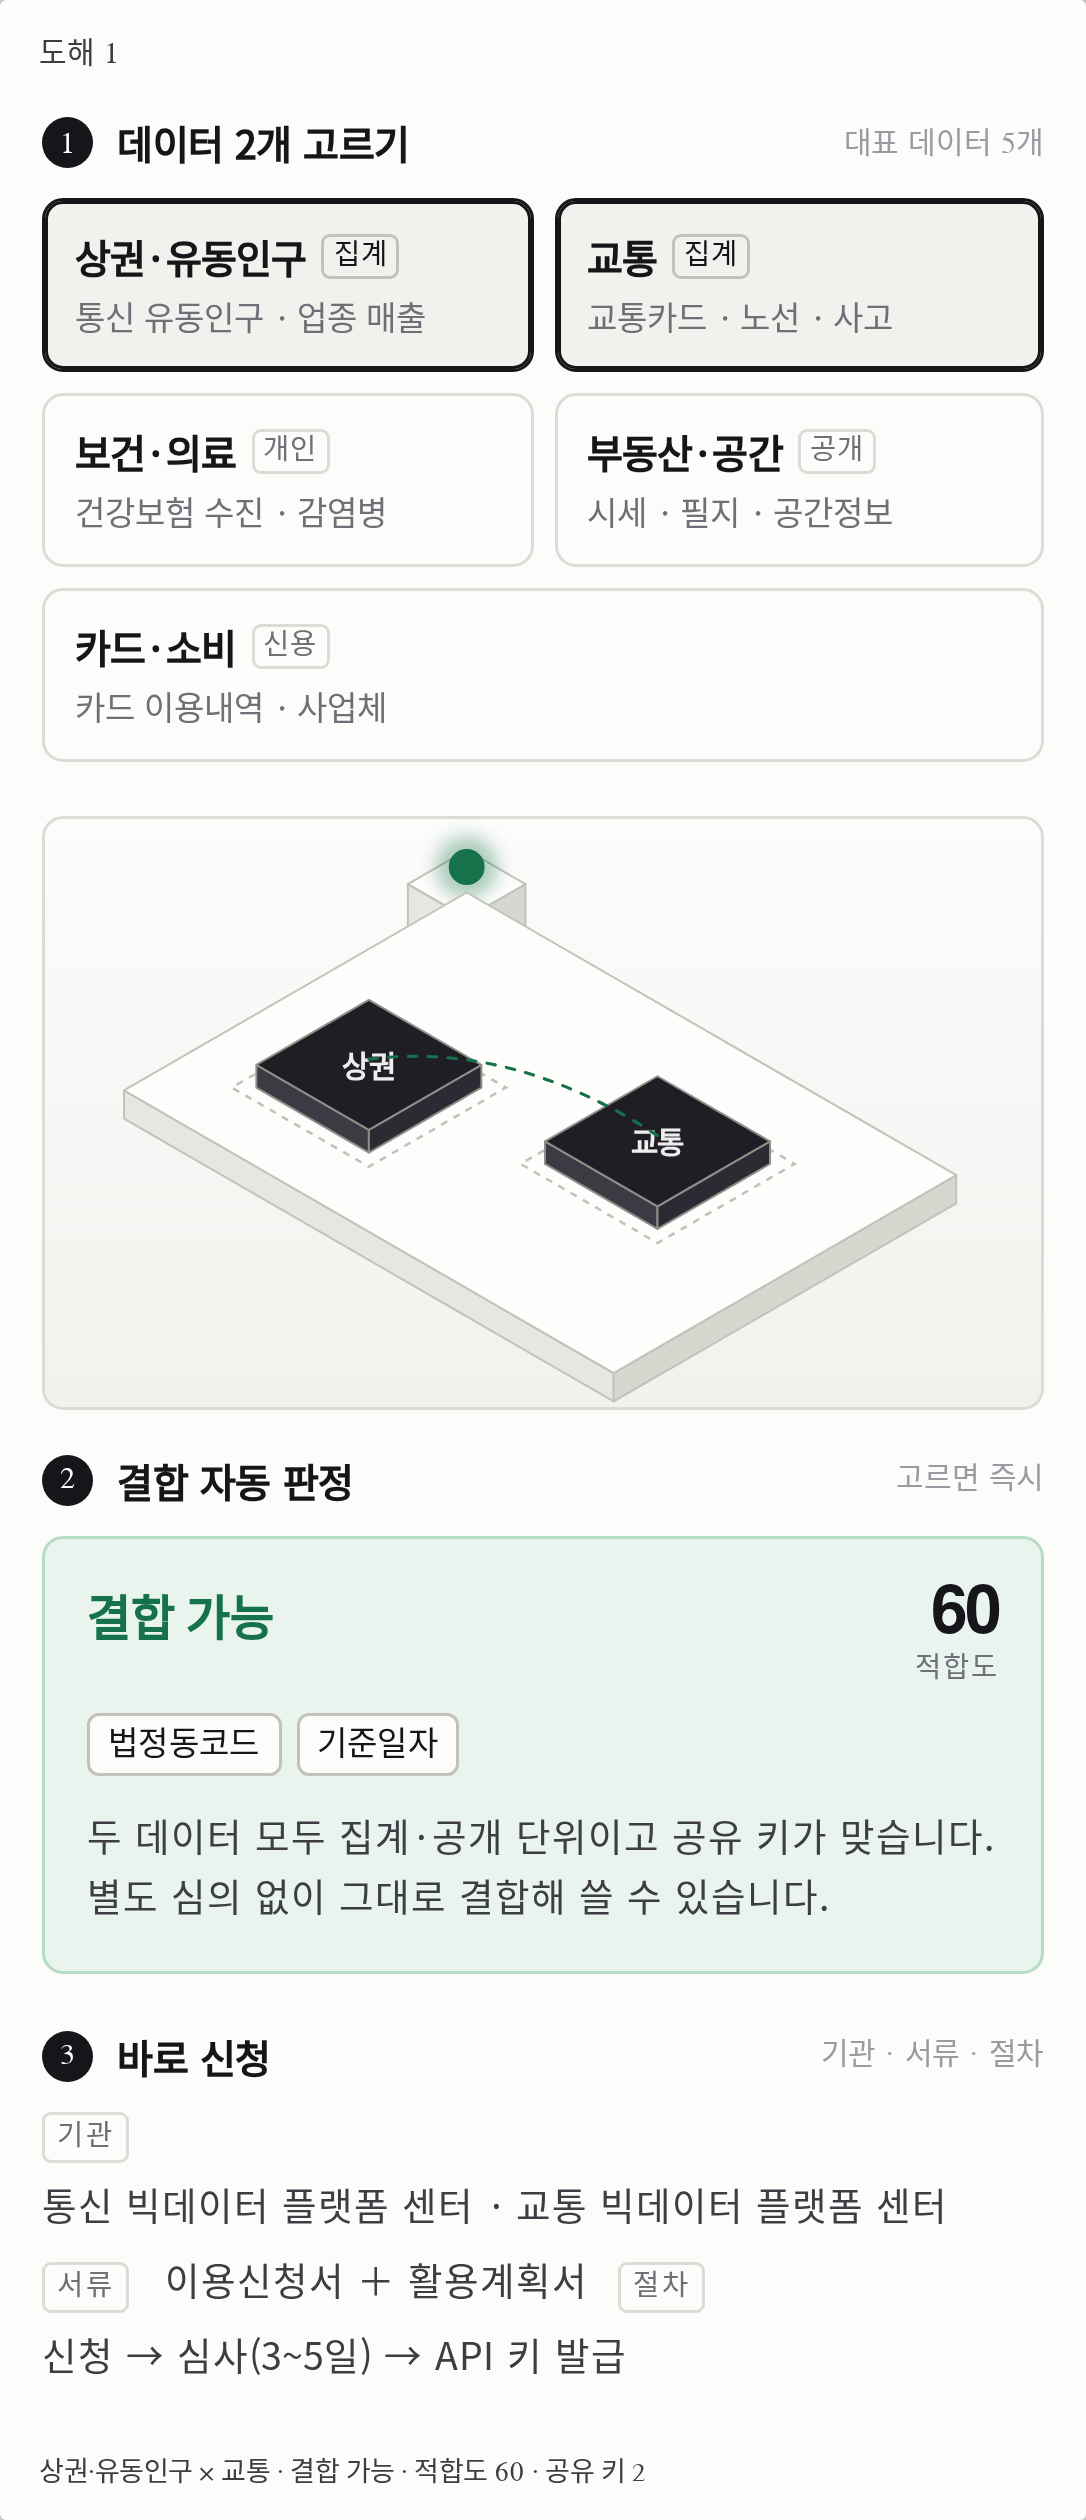 도해 1
1 데이터 2개 고르기 대표 데이터 5개
상권·유동인구 집계
통신 유동인구 · 업종 매출
교통 집계
교통카드 · 노선 · 사고
보건·의료 개인
건강보험 수진 · 감염병
부동산·공간 공개
시세 · 필지 · 공간정보
카드·소비 신용
카드 이용내역 · 사업체
상권
교통
2 결합 자동 판정 고르면 즉시
결합 가능 60
적합도
법정동코드 기준일자
두 데이터 모두 집계·공개 단위이고 공유 키가 맞습니다.
별도 심의 없이 그대로 결합해 쓸 수 있습니다.
3 바로 신청 기관 · 서류 · 절차
기관
통신 빅데이터 플랫폼 센터 · 교통 빅데이터 플랫폼 센터
서류 이용신청서 + 활용계획서 절차
신청 → 심사(3~5일) → API 키 발급
상권·유동인구 × 교통 · 결합 가능 · 적합도 60 · 공유 키 2